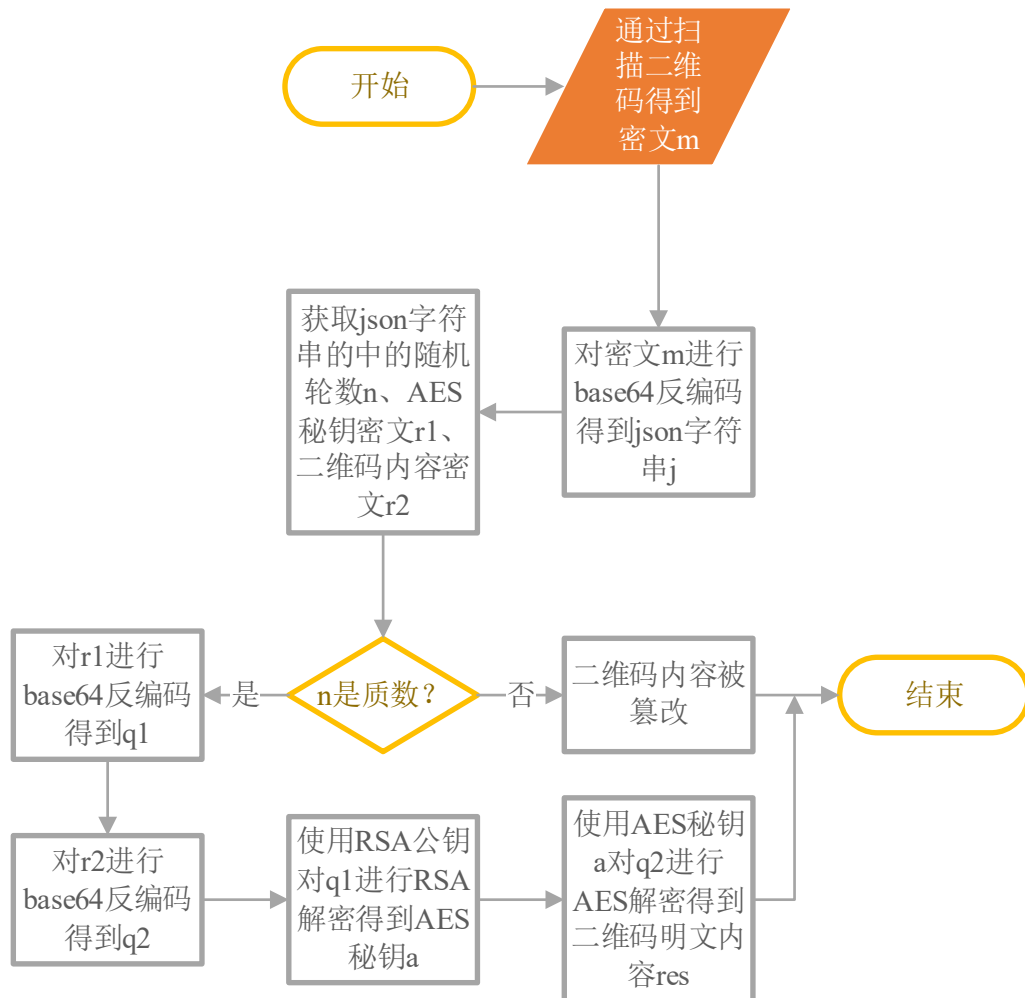 开始
通过扫
描二维
码得到
密文m
对密文m进行
base64反编码
得到json字符
串j
获取json字符
串的中的随机
轮数n、AES
秘钥密文r1、
二维码内容密
文r2
n是质数？
是
否
对r1进行
base64反编码
得到q1
二维码内容被
篡改
结束
对r2进行
base64反编码
得到q2
使用RSA公钥
对q1进行RSA
解密得到AES
秘钥a
使用AES秘钥
a对q2进行
AES解密得到
二维码明文内
容res